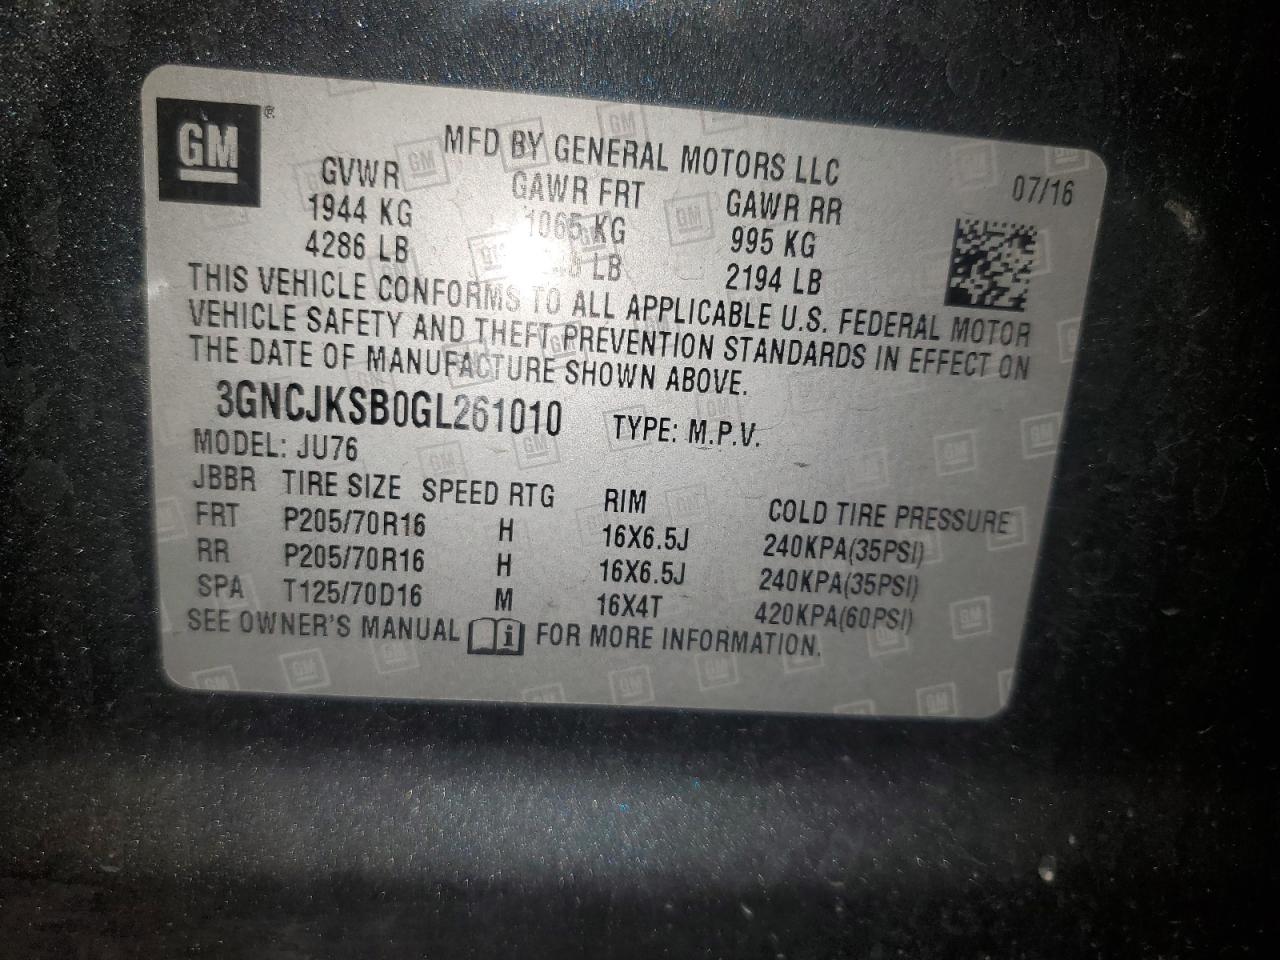 GM ®
MFD BY GENERAL MOTORS LLC
07/16
GVWR GAWR FRT GAWR RR
1944 KG 1065 KG 995 KG
4286 LB LB 2194 LB
THIS VEHICLE CONFORMS TO ALL APPLICABLE U.S. FEDERAL MOTOR
VEHICLE SAFETY AND THEFT PREVENTION STANDARDS IN EFFECT ON
THE DATE OF MANUFACTURE SHOWN ABOVE.
3GNCJKSB0GL261010 TYPE: M.P.V.
MODEL: JU76
JBBR TIRE SIZE SPEED RTG RIM COLD TIRE PRESSURE
FRT P205/70R16 H 16X6.5J 240KPA(35PSI)
RR P205/70R16 H 16X6.5J 240KPA(35PSI)
SPA T125/70D16 M 16X4T 420KPA(60PSI)
SEE OWNER'S MANUAL i FOR MORE INFORMATION.